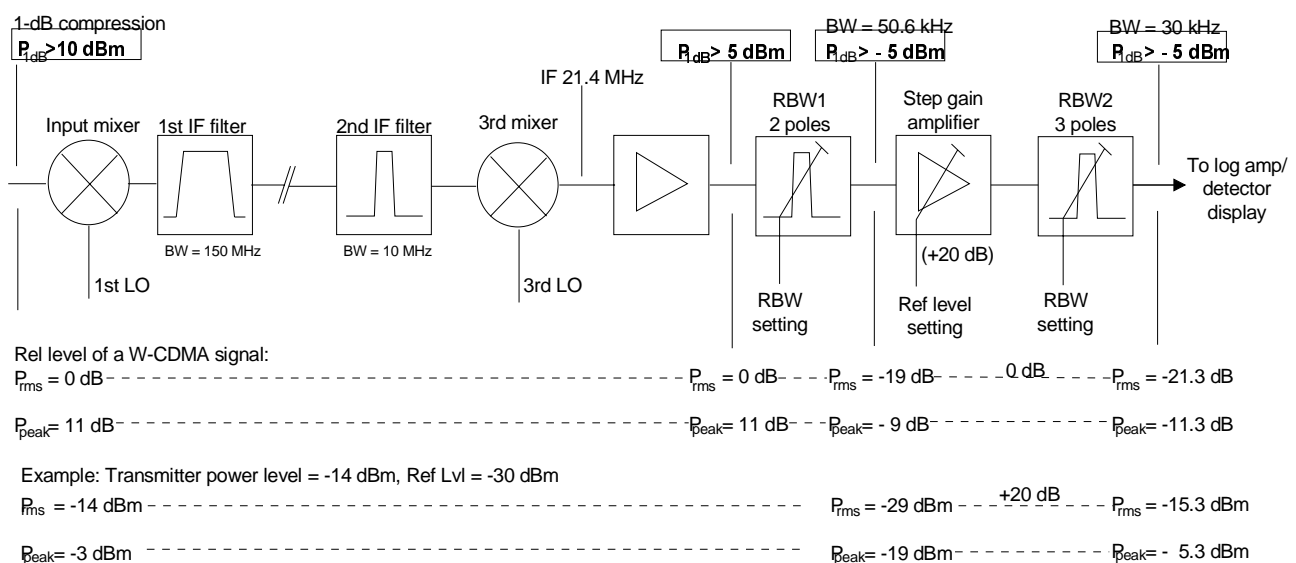 1-dB compression
P1dB>10 dBm
P1dB> 5 dBm
BW = 50.6 kHz
P1dB> - 5 dBm
BW = 30 kHz
P1dB> - 5 dBm
IF 21.4 MHz
Input mixer
1st IF filter
2nd IF filter
3rd mixer
RBW1
2 poles
Step gain
amplifier
RBW2
3 poles
To log amp/
detector
display
BW = 150 MHz
BW = 10 MHz
(+20 dB)
1st LO
3rd LO
RBW
setting
Ref level
setting
RBW
setting
Rel level of a W-CDMA signal:
Prms = 0 dB Prms = 0 dB Prms = -19 dB 0 dB Prms = -21.3 dB
Ppeak= 11 dB Ppeak= 11 dB Ppeak= - 9 dB Ppeak= -11.3 dB
Example: Transmitter power level = -14 dBm, Ref Lvl = -30 dBm
Prms = -14 dBm Prms = -29 dBm +20 dB Prms = -15.3 dBm
Ppeak= -3 dBm Ppeak= -19 dBm Ppeak= - 5.3 dBm